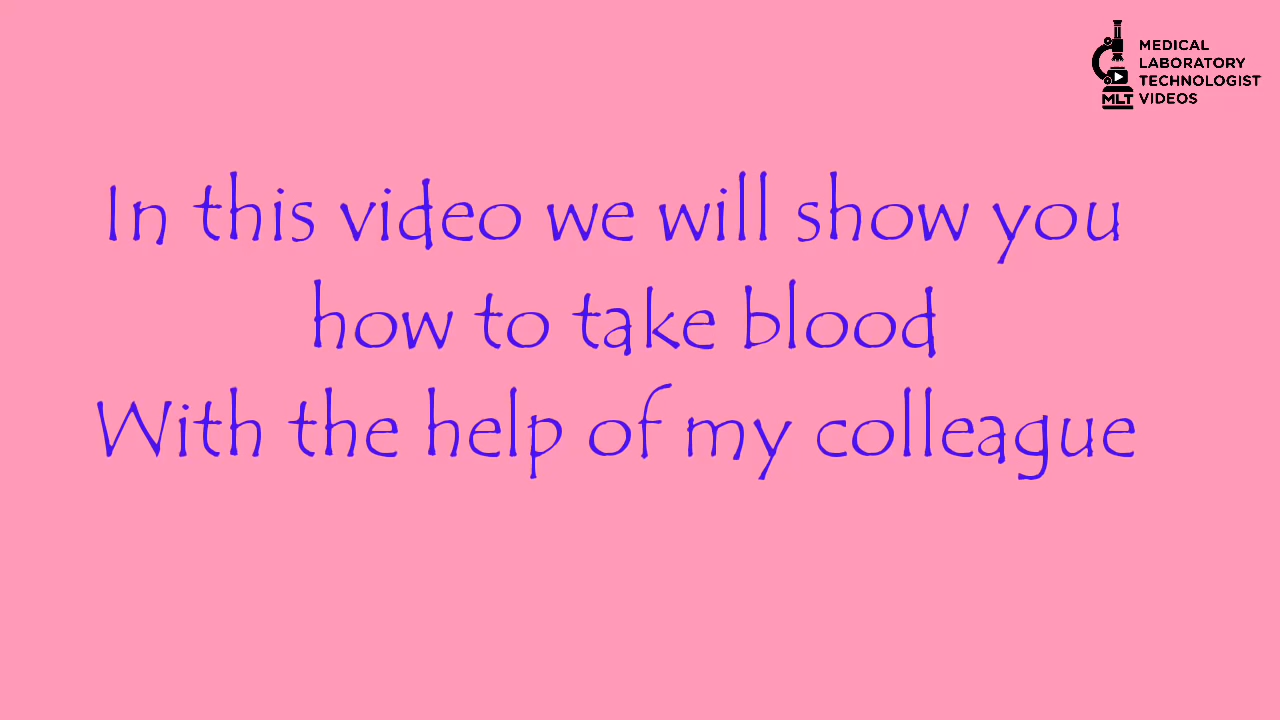 MEDICAL
LABORATORY
TECHNOLOGIST
MLT VIDEOS
In this video we will show you
how to take blood
With the help of my colleague